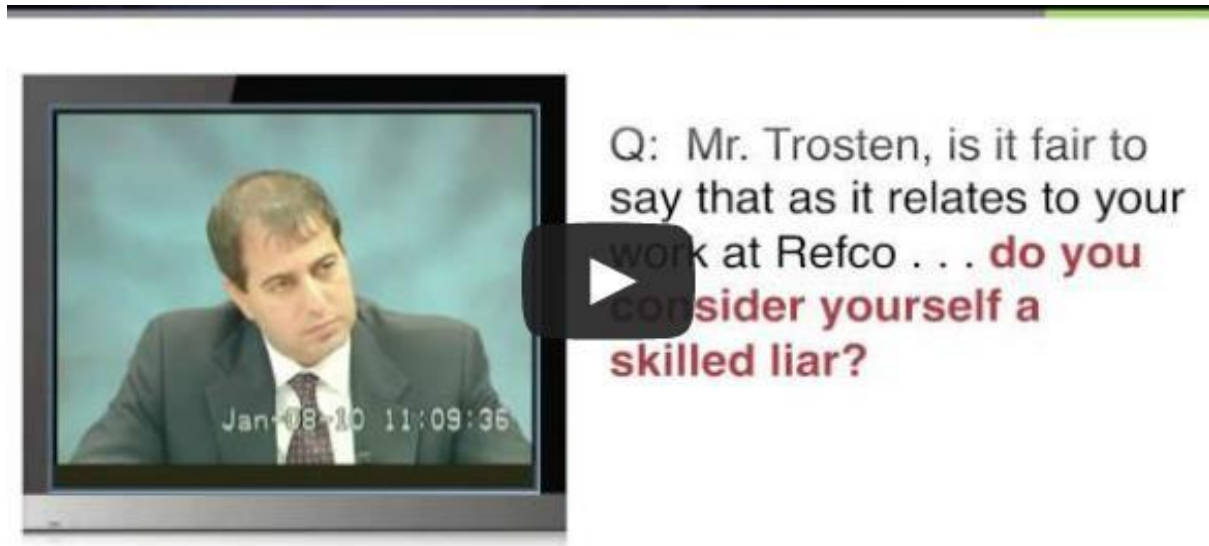 Q: Mr. Trosten, is it fair to
say that as it relates to your
work at Refco . . . do you
consider yourself a
skilled liar?
Jan-08-10 11:09:36